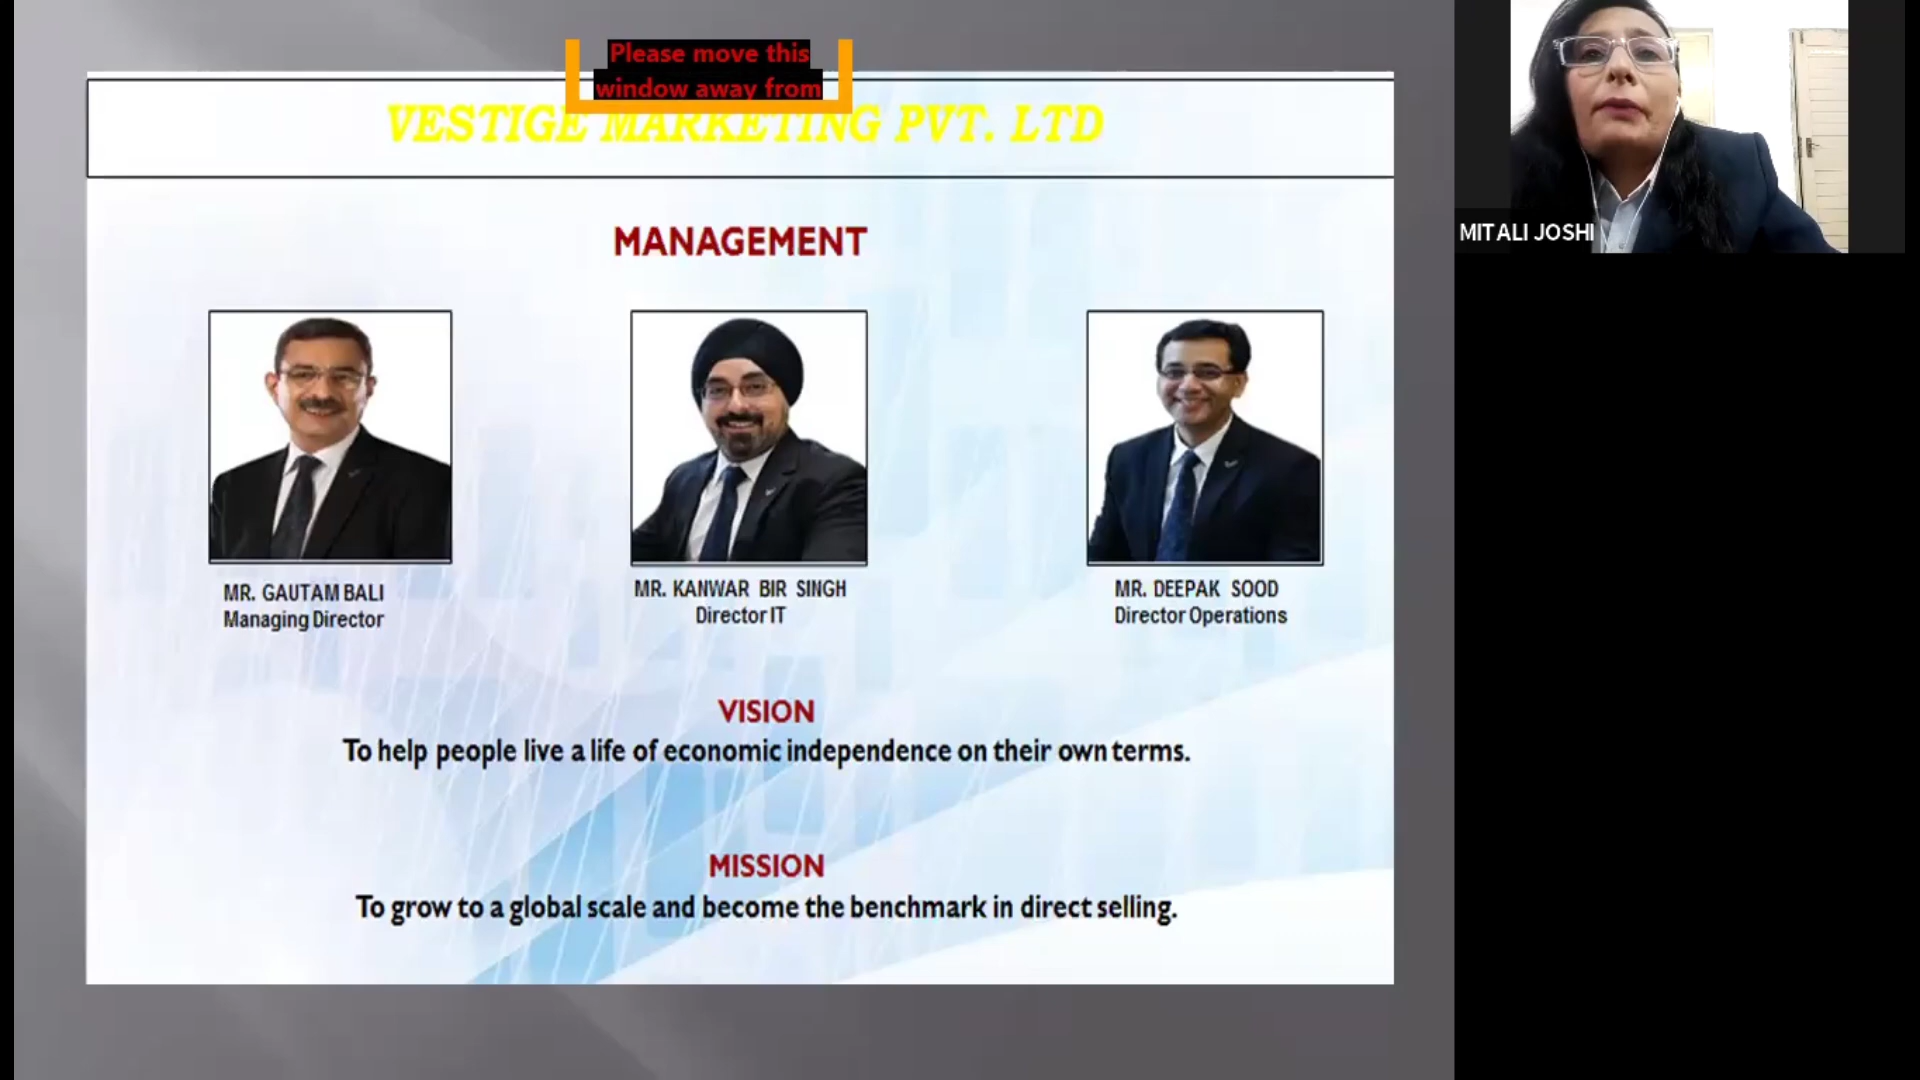 Please move this
window away from
VESTIGE MARKETING PVT. LTD
MANAGEMENT
MR. GAUTAM BALI
Managing Director
MR. KANWAR BIR SINGH
Director IT
MR. DEEPAK SOOD
Director Operations
VISION
To help people live a life of economic independence on their own terms.
MISSION
To grow to a global scale and become the benchmark in direct selling.
MITALI JOSHI